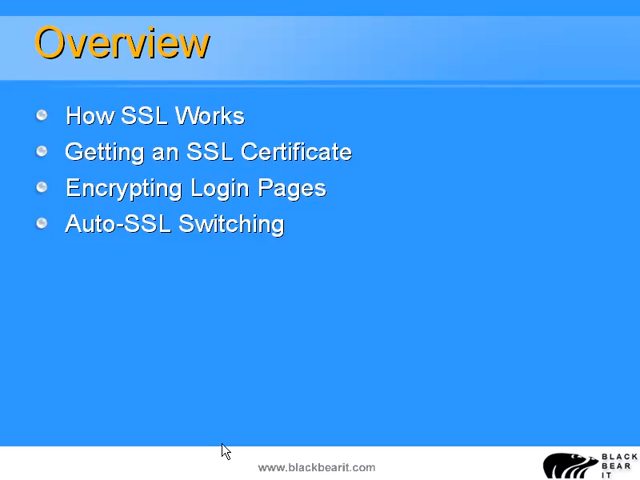 Overview
How SSL Works
Getting an SSL Certificate
Encrypting Login Pages
Auto-SSL Switching
www.blackbearit.com
BLACK
BEAR
IT